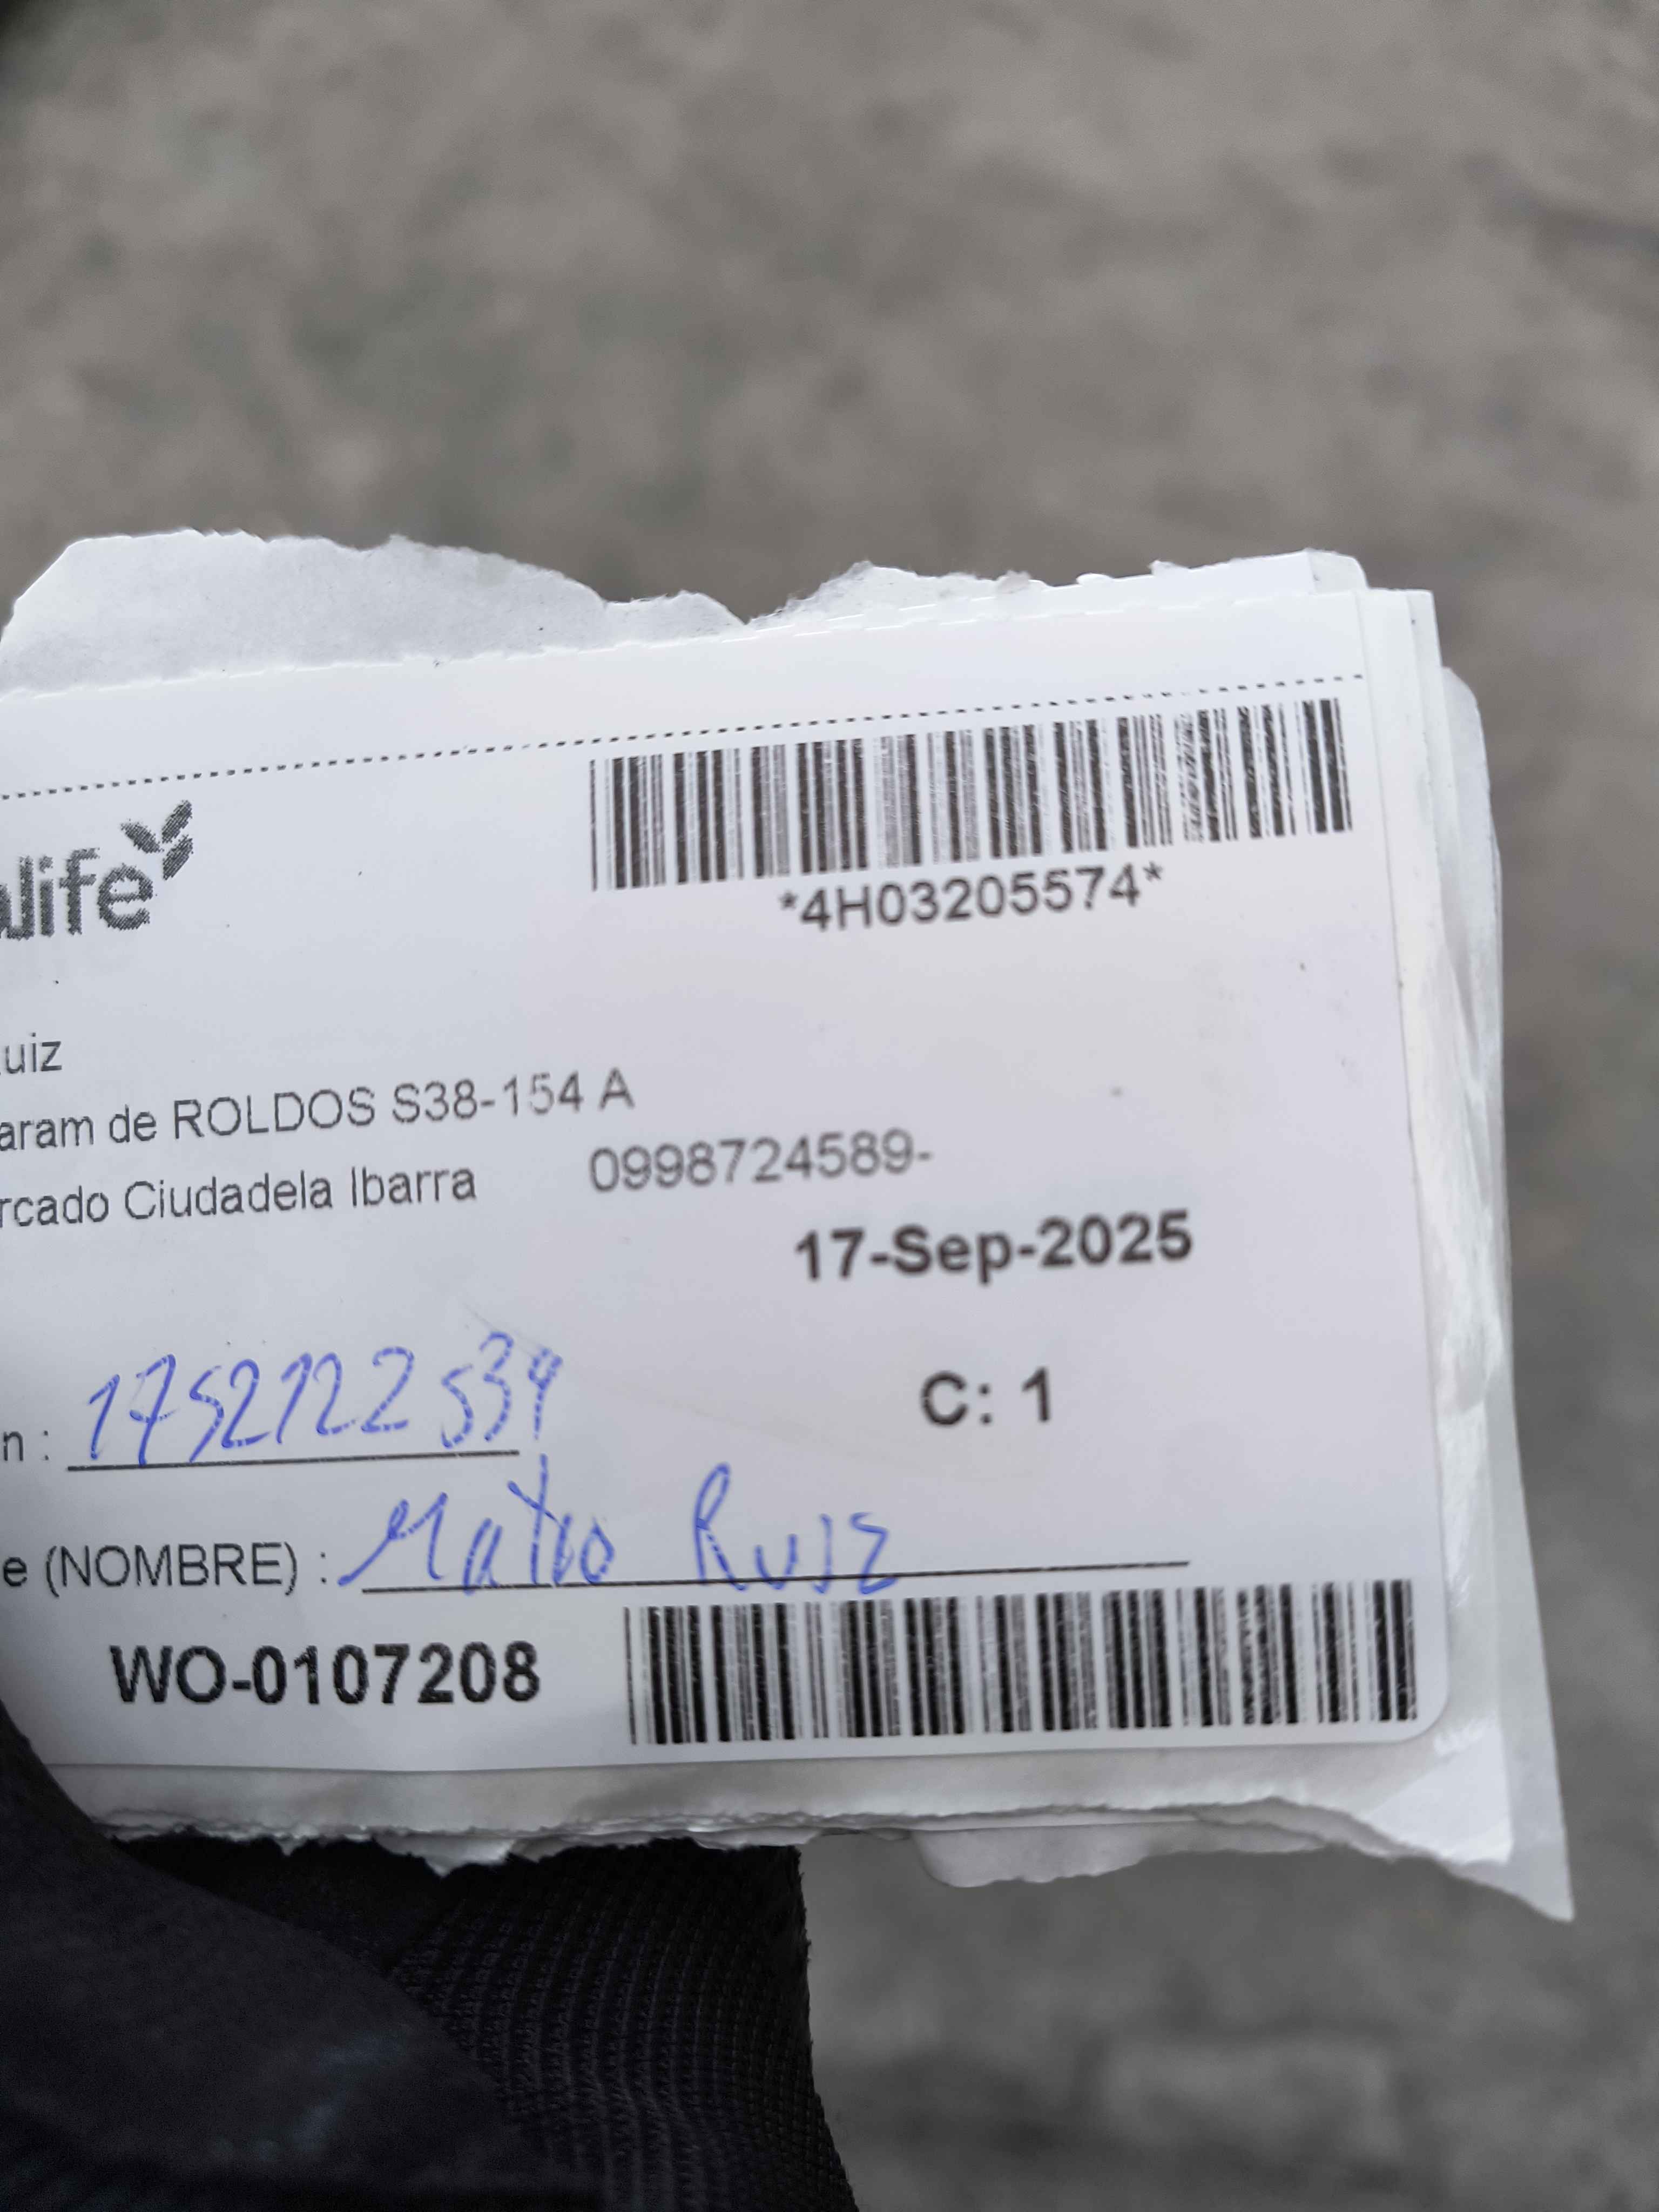 alife
*4H03205574*
uiz
aram de ROLDOS S38-154 A
rcado Ciudadela Ibarra 0998724589-
17-Sep-2025
C: 1
n : 1752122534
e (NOMBRE) : Mateo Ruiz
WO-0107208